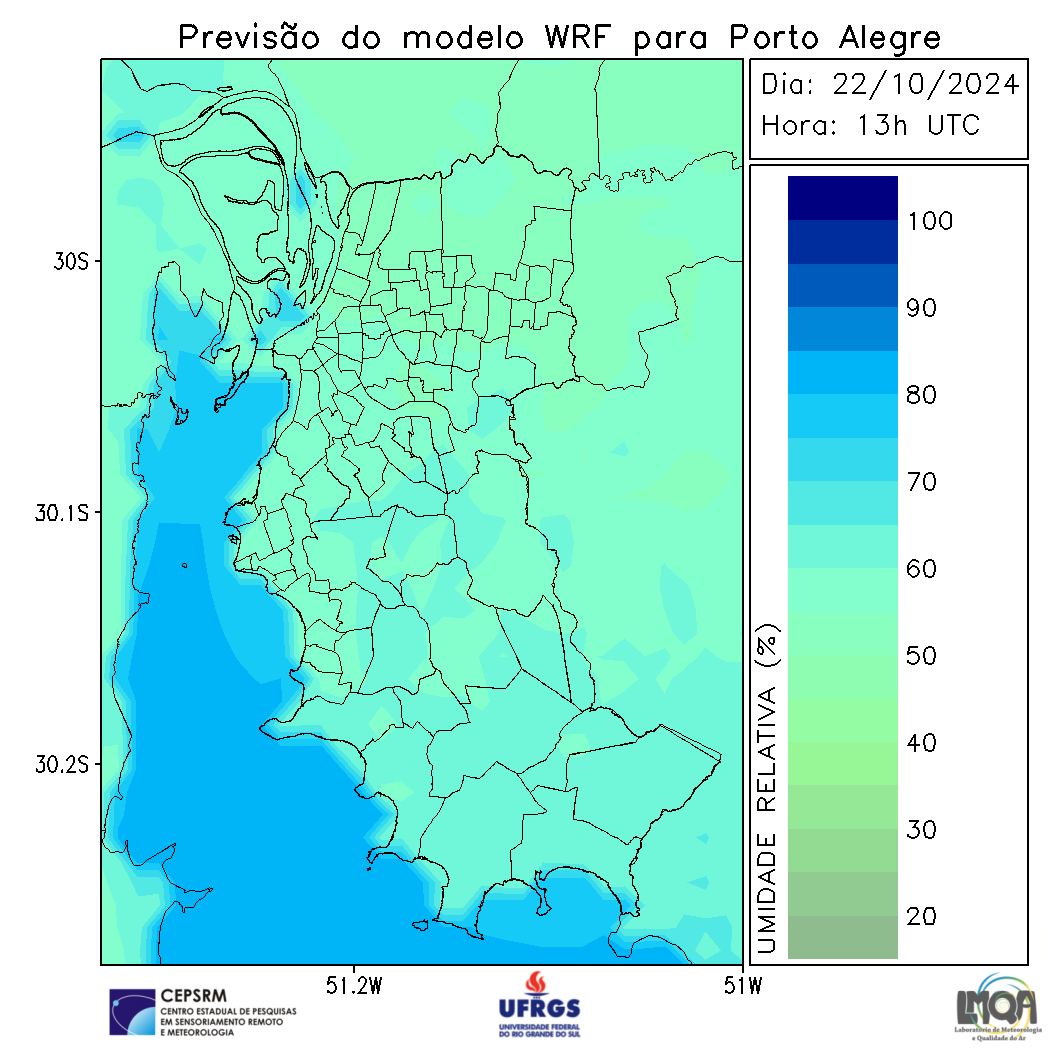 Previsão do modelo WRF para Porto Alegre
Dia: 22/10/2024
Hora: 13h UTC
30S
30.1S
30.2S
51.2W
51W
100
90
80
70
60
50
40
30
20
UMIDADE RELATIVA (%)
CEPSRM
CENTRO ESTADUAL DE PESQUISAS
EM SENSORIAMENTO REMOTO
E METEOROLOGIA
UFRGS
UNIVERSIDADE FEDERAL
DO RIO GRANDE DO SUL
LMQA
Laboratório de Meteorologia
e Qualidade do Ar